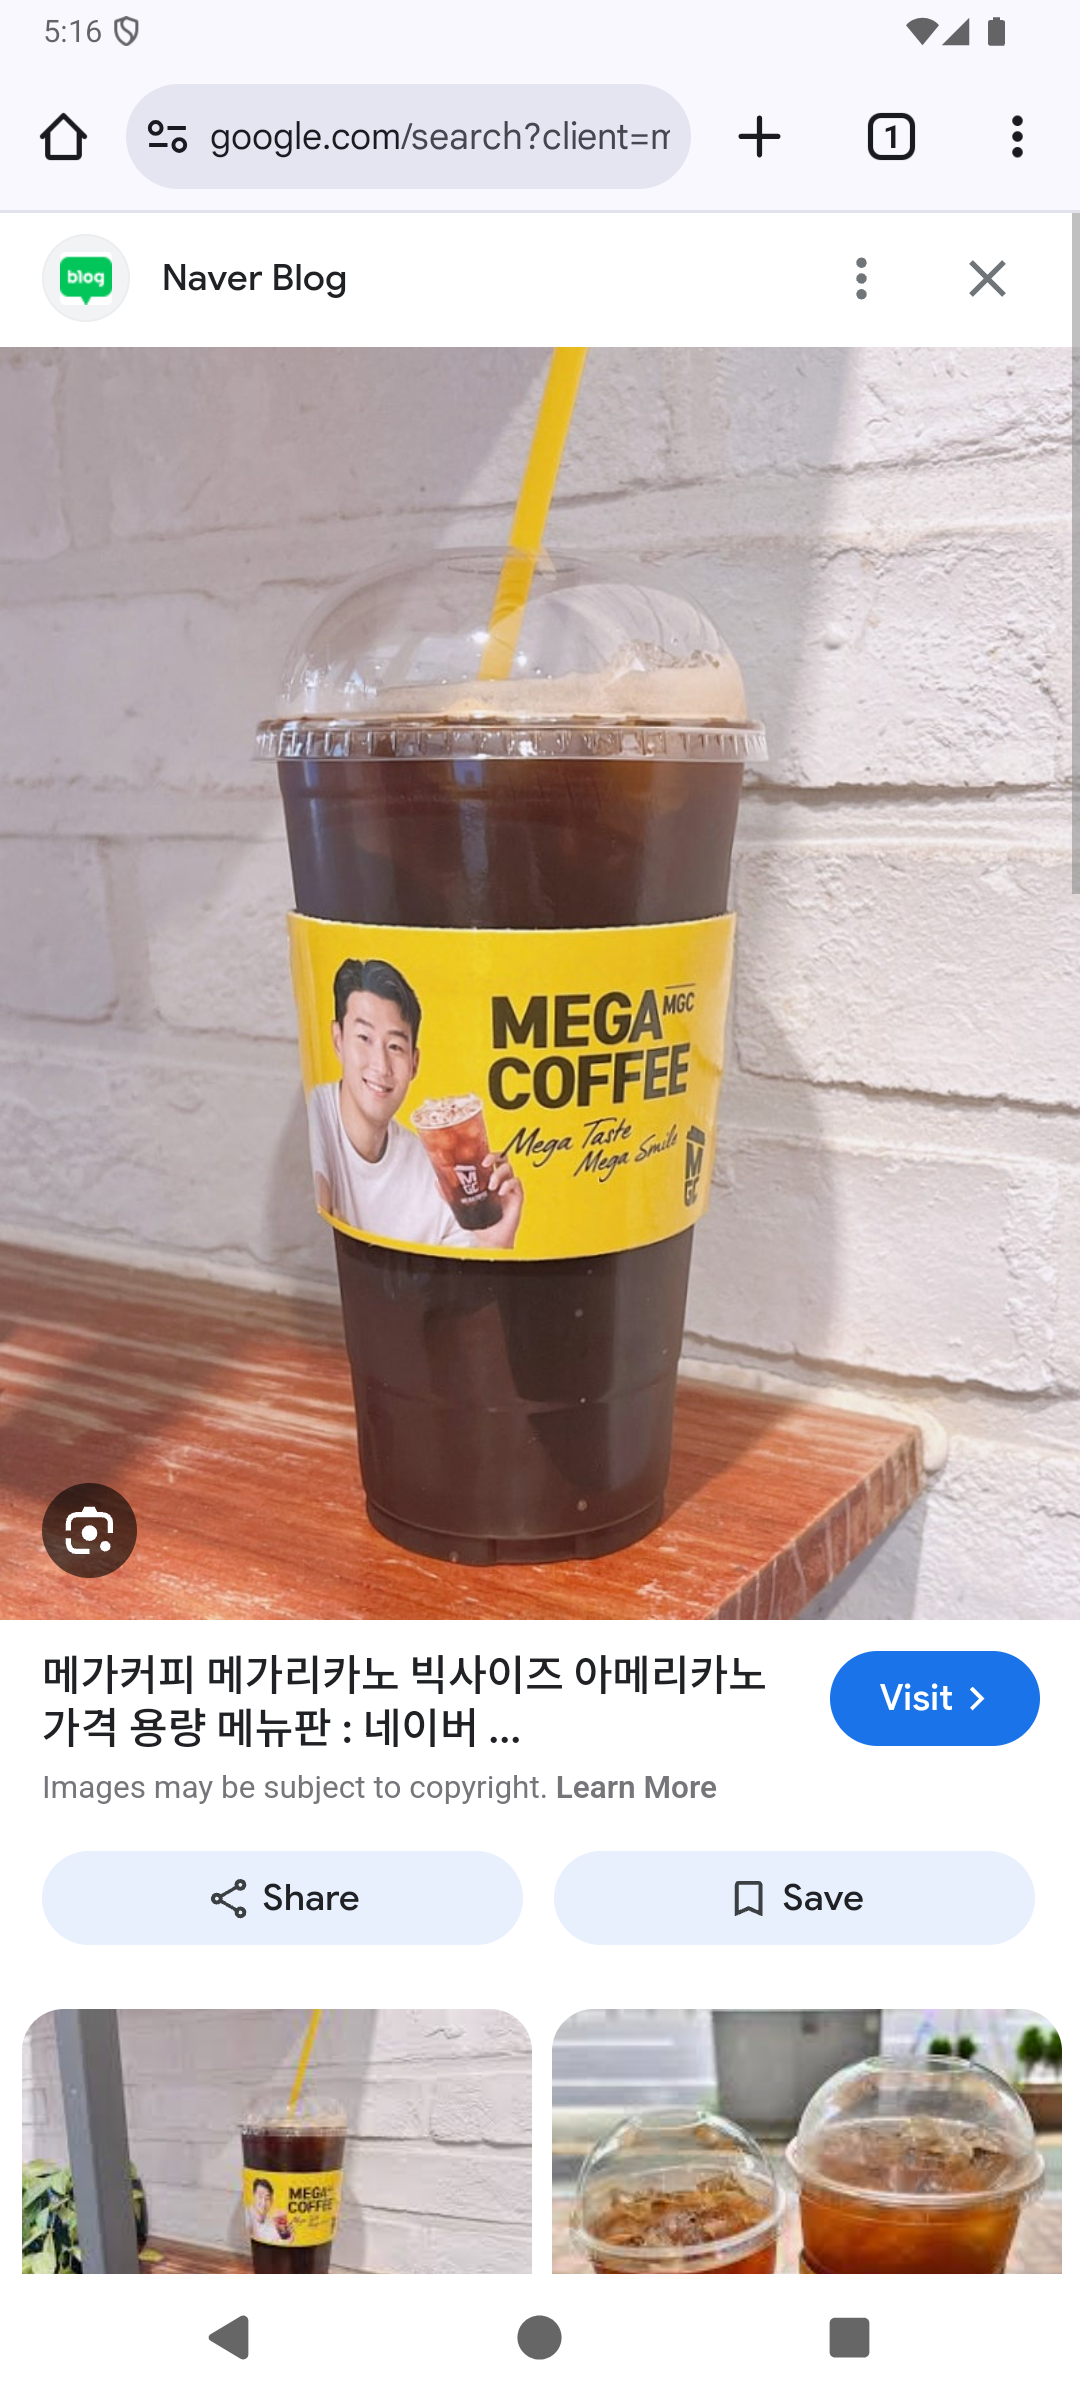 5:16
google.com/search?client=m
1
blog
Naver Blog
MEGA MGC
COFFEE
Mega Taste
Mega Smile
M
GC
M
GC
메가커피 메가리카노 빅사이즈 아메리카노
가격 용량 메뉴판 : 네이버 ...
Visit
Images may be subject to copyright. Learn More
Share
Save
MEGA
COFFEE